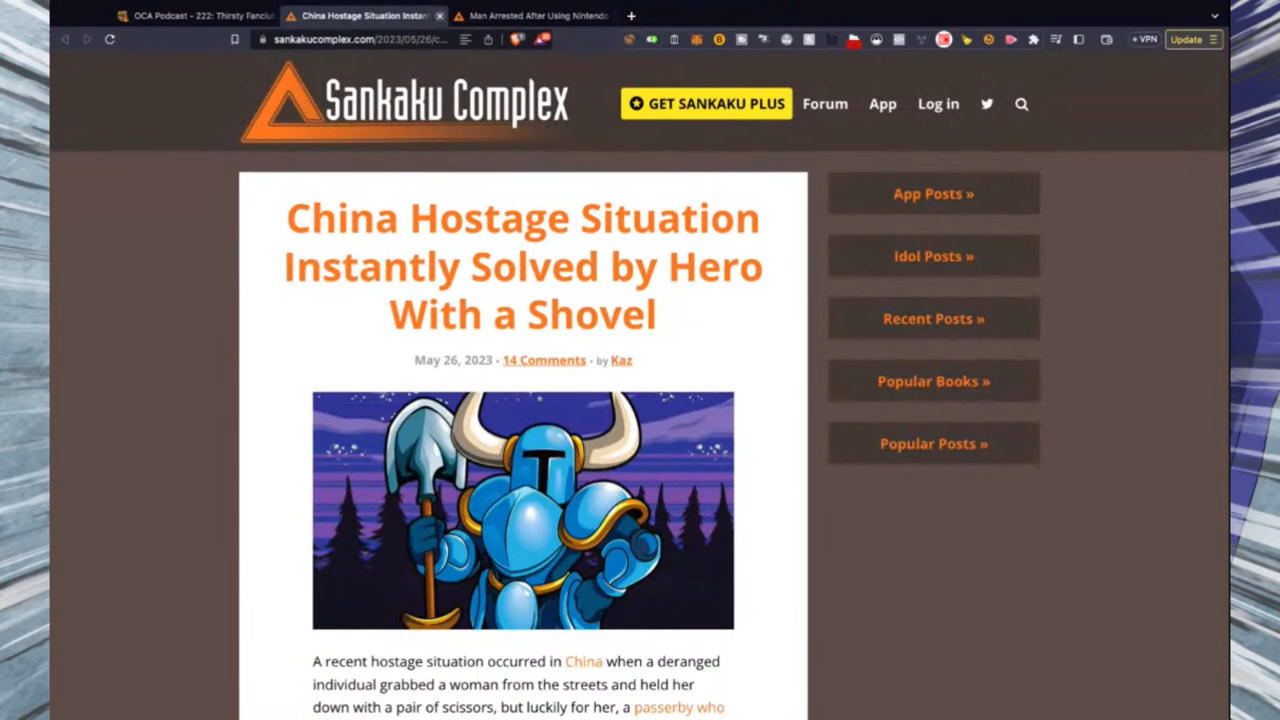 OCA Podcast - 222: Thirsty Fanclu
China Hostage Situation Instan
Man Arrested After Using Nintendo
sankakucomplex.com/2023/05/26/c...
VPN
Update
Sankaku Complex
GET SANKAKU PLUS
Forum
App
Log in
China Hostage Situation
Instantly Solved by Hero
With a Shovel
May 26, 2023 · 14 Comments · by Kaz
App Posts »
Idol Posts »
Recent Posts »
Popular Books »
Popular Posts »
A recent hostage situation occurred in China when a deranged
individual grabbed a woman from the streets and held her
down with a pair of scissors, but luckily for her, a passerby who